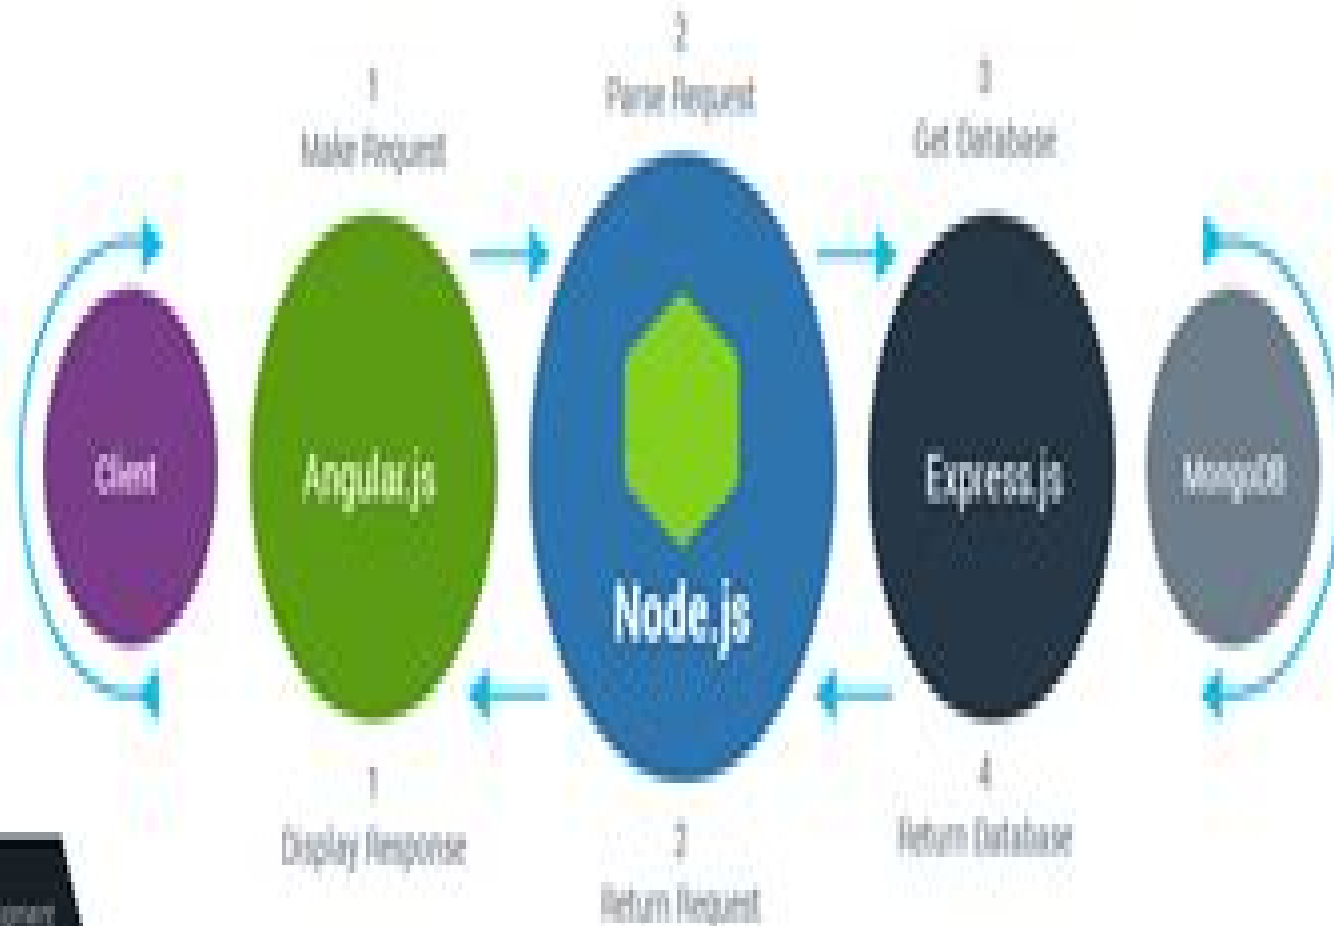 2
Parse Request
1
Make Request
3
Get Database
Client
Angular.js
Node.js
Express.js
MongoDB
1
Display Response
4
Return Database
Return Request